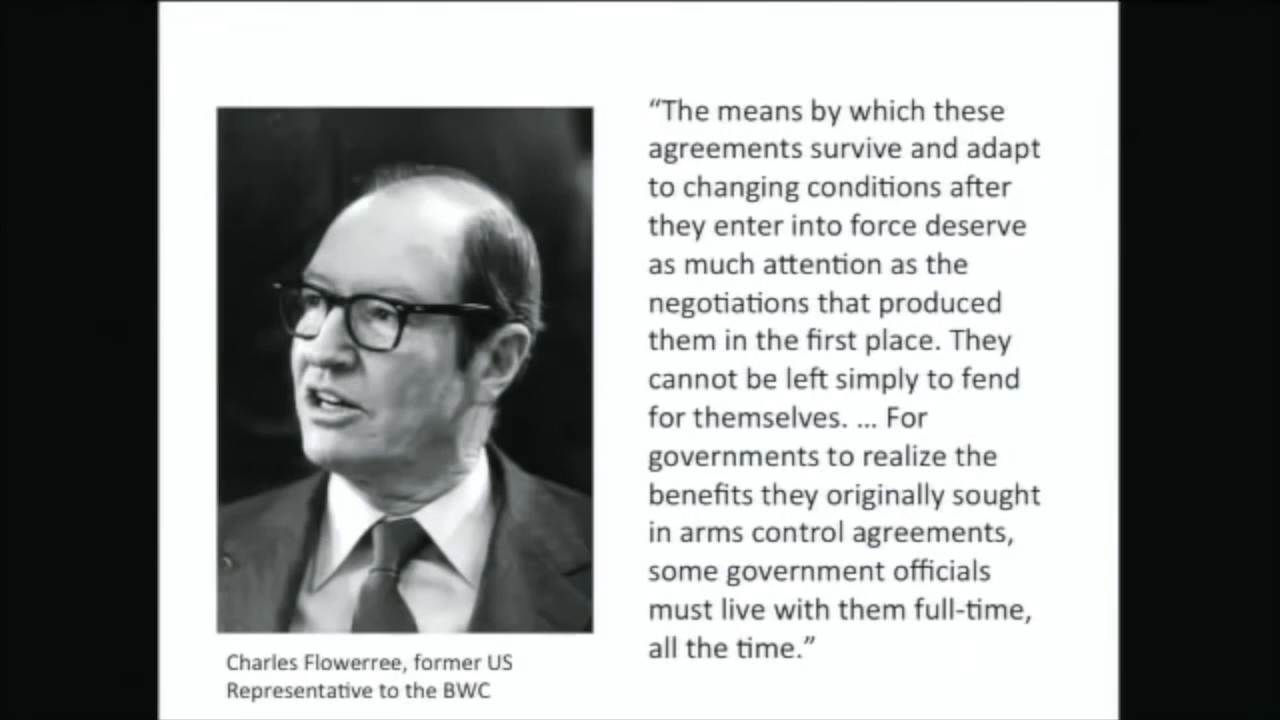 “The means by which these
agreements survive and adapt
to changing conditions after
they enter into force deserve
as much attention as the
negotiations that produced
them in the first place. They
cannot be left simply to fend
for themselves. ... For
governments to realize the
benefits they originally sought
in arms control agreements,
some government officials
must live with them full-time,
all the time.”
Charles Flowerree, former US
Representative to the BWC